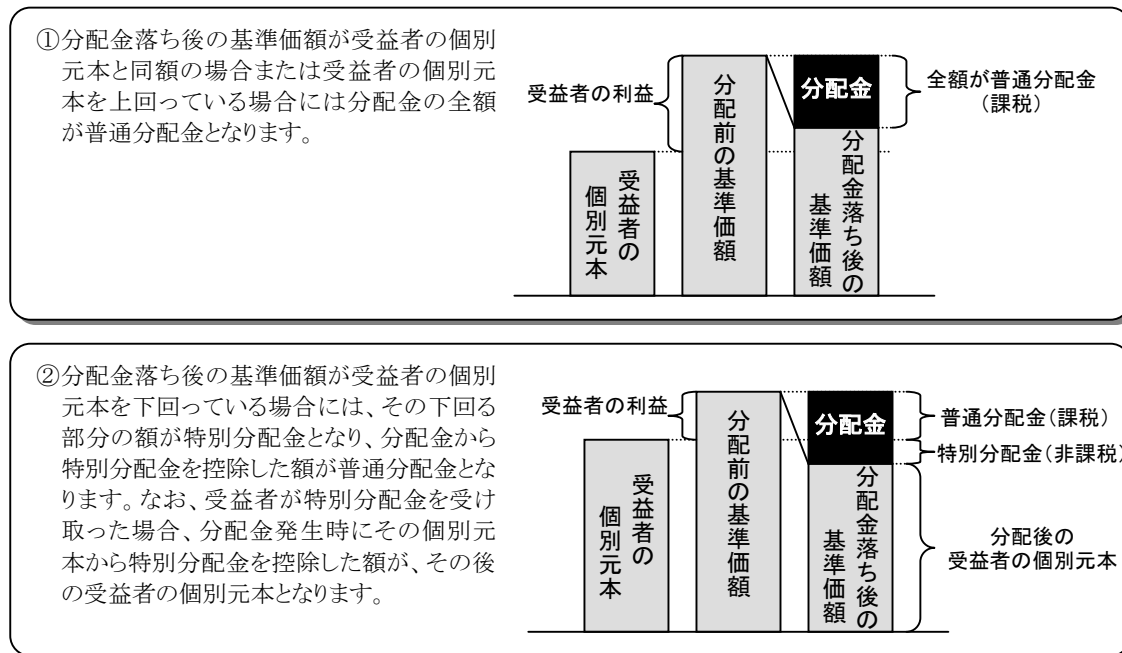 ①分配金落ち後の基準価額が受益者の個別
元本と同額の場合または受益者の個別元
本を上回っている場合には分配金の全額
が普通分配金となります。
受益者の利益
受益者の
個別元本
分配前の基準価額
分配金
分配金落ち後の
基準価額
全額が普通分配金
（課税）
②分配金落ち後の基準価額が受益者の個別
元本を下回っている場合には、その下回る
部分の額が特別分配金となり、分配金から
特別分配金を控除した額が普通分配金とな
ります。なお、受益者が特別分配金を受け
取った場合、分配金発生時にその個別元
本から特別分配金を控除した額が、その後
の受益者の個別元本となります。
受益者の利益
受益者の
個別元本
分配前の基準価額
分配金
分配金落ち後の
基準価額
普通分配金（課税）
特別分配金（非課税）
分配後の
受益者の個別元本